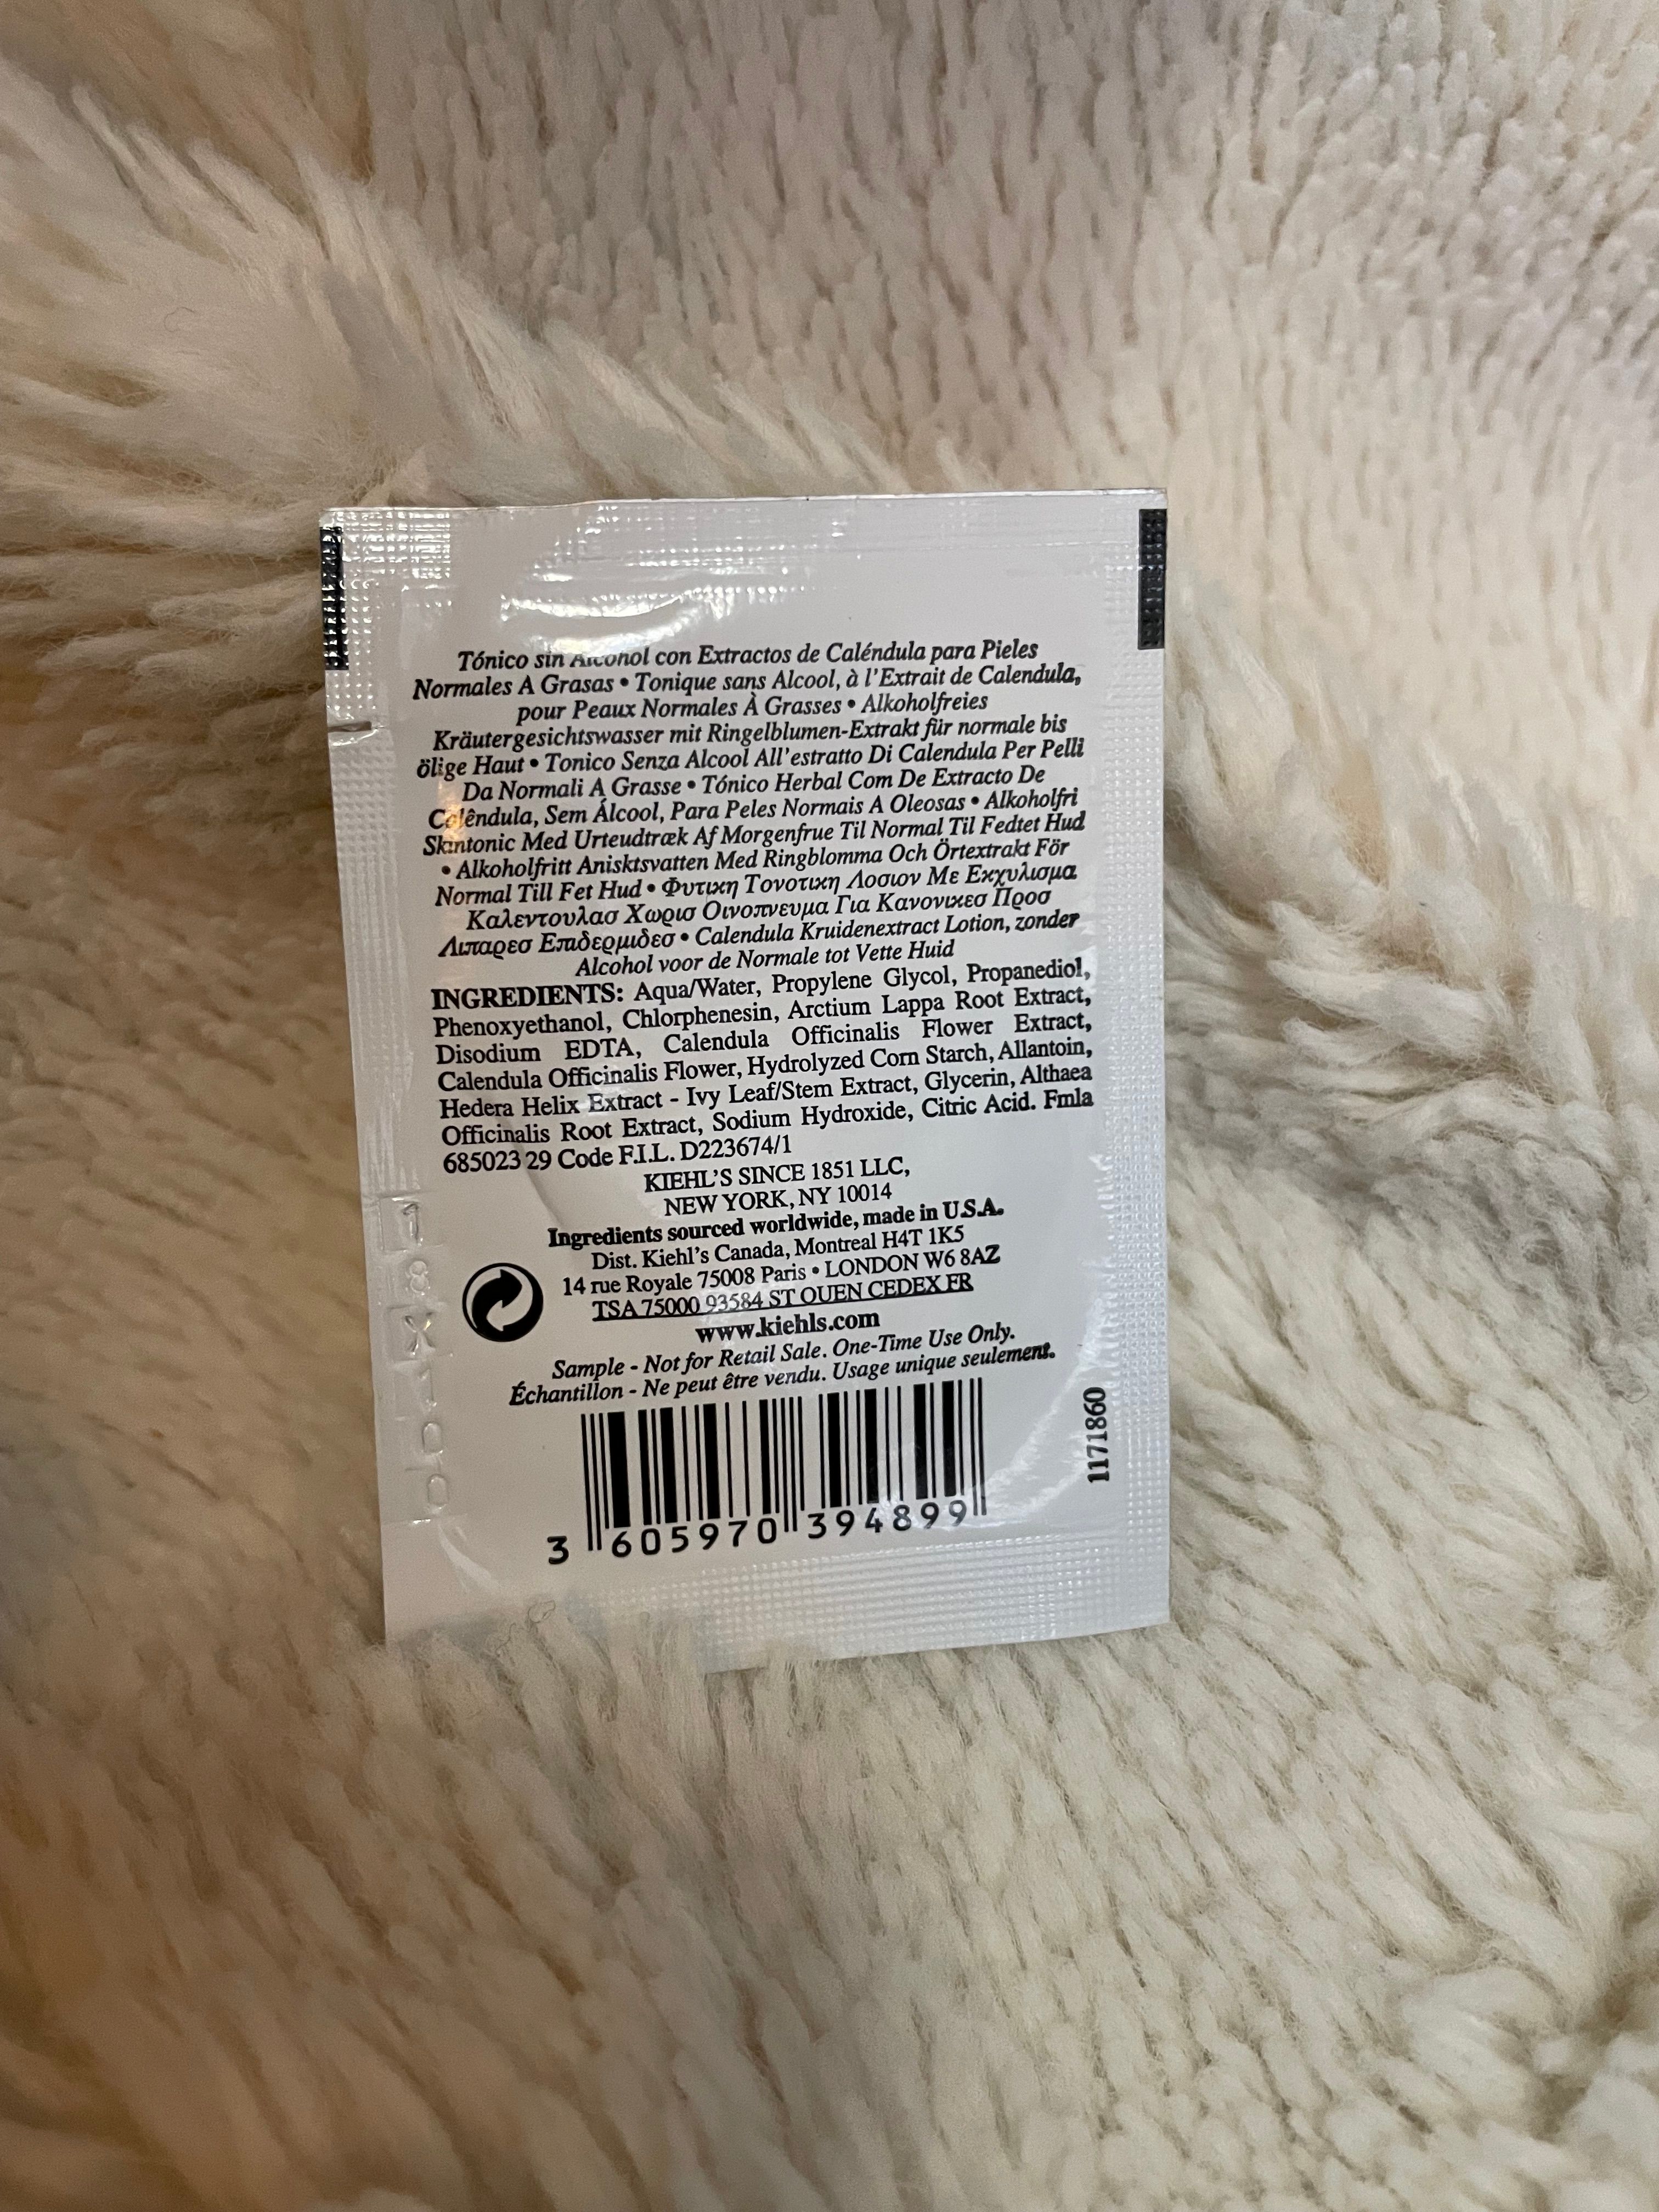 Tónico sin Alcohol con Extractos de Caléndula para Pieles
Normales A Grasas • Tonique sans Alcool, à l'Extrait de Calendula,
pour Peaux Normales À Grasses • Alkoholfreies
Kräutergesichtswasser mit Ringelblumen-Extrakt für normale bis
ölige Haut • Tonico Senza Alcool All'estratto Di Calendula Per Pelli
Da Normali A Grasse • Tónico Herbal Com De Extracto De
Calêndula, Sem Álcool, Para Peles Normais A Oleosas • Alkoholfri
Skintonic Med Urteudtræk Af Morgenfrue Til Normal Til Fedtet Hud
• Alkoholfritt Anisktsvatten Med Ringblomma Och Örtextrakt För
Normal Till Fet Hud • Φυτικη Τονοτικη Λοσιον Με Εκχυλισμα
Καλεντουλασ Χωρισ Οινοπνευμα Για Κανονικεσ Προσ
Λιπαρεσ Επιδερμιδεσ • Calendula Kruidenextract Lotion, zonder
Alcohol voor de Normale tot Vette Huid
INGREDIENTS: Aqua/Water, Propylene Glycol, Propanediol,
Phenoxyethanol, Chlorphenesin, Arctium Lappa Root Extract,
Disodium EDTA, Calendula Officinalis Flower Extract,
Calendula Officinalis Flower, Hydrolyzed Corn Starch, Allantoin,
Hedera Helix Extract - Ivy Leaf/Stem Extract, Glycerin, Althaea
Officinalis Root Extract, Sodium Hydroxide, Citric Acid. Fmla
685023 29 Code F.I.L. D223674/1
KIEHL'S SINCE 1851 LLC,
NEW YORK, NY 10014
Ingredients sourced worldwide, made in U.S.A.
Dist. Kiehl's Canada, Montreal H4T 1K5
14 rue Royale 75008 Paris • LONDON W6 8AZ
TSA 75000 93584 ST OUEN CEDEX FR
www.kiehls.com
Sample - Not for Retail Sale. One-Time Use Only.
Échantillon - Ne peut être vendu. Usage unique seulement.
3 605970 394899
1171860
18X100